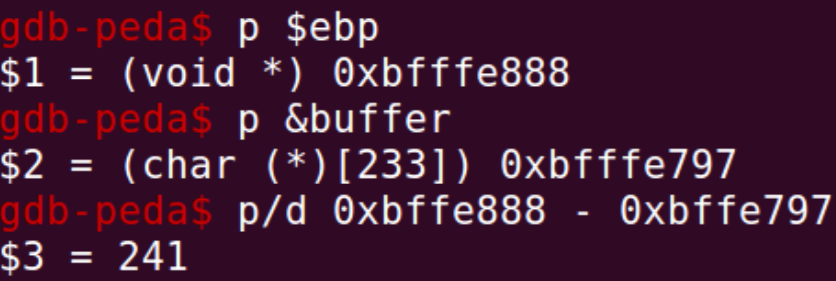 gdb-peda$ p $ebp
$1 = (void *) 0xbfffe888
gdb-peda$ p &buffer
$2 = (char (*)[233]) 0xbfffe797
gdb-peda$ p/d 0xbffe888 - 0xbffe797
$3 = 241